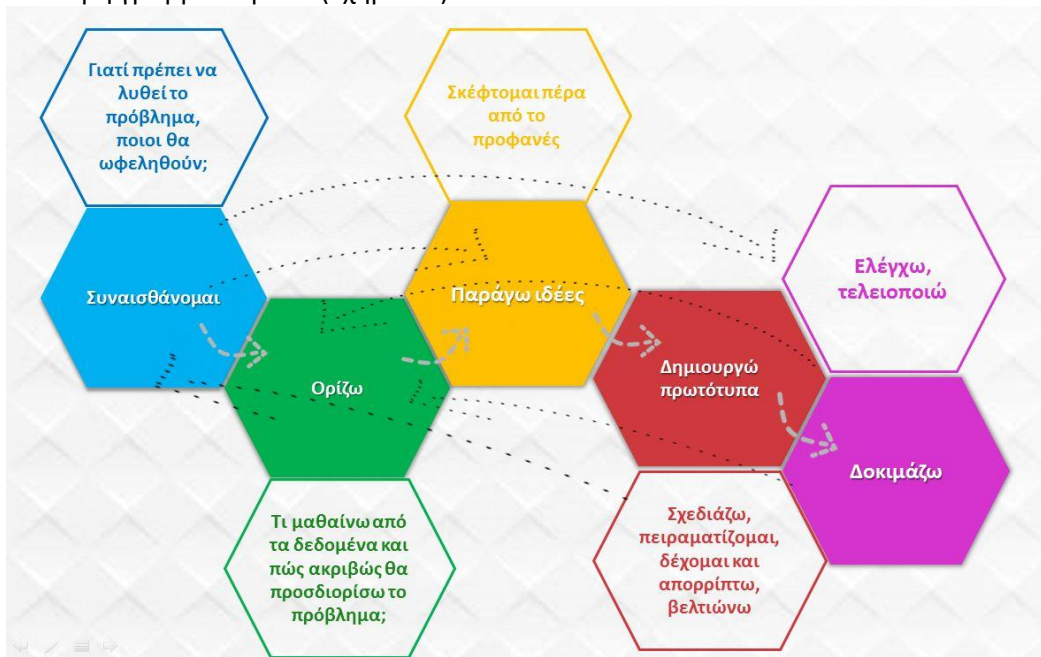 Γιατί πρέπει να
λυθεί το
πρόβλημα,
ποιοι θα
ωφεληθούν;
Συναισθάνομαι
Ορίζω
Τι μαθαίνω από
τα δεδομένα και
πώς ακριβώς θα
προσδιορίσω το
πρόβλημα;
Σκέφτομαι πέρα
από το
προφανές
Παράγω ιδέες
Δημιουργώ
πρωτότυπα
Σχεδιάζω,
πειραματίζομαι,
δέχομαι και
απορρίπτω,
βελτιώνω
Ελέγχω,
τελειοποιώ
Δοκιμάζω